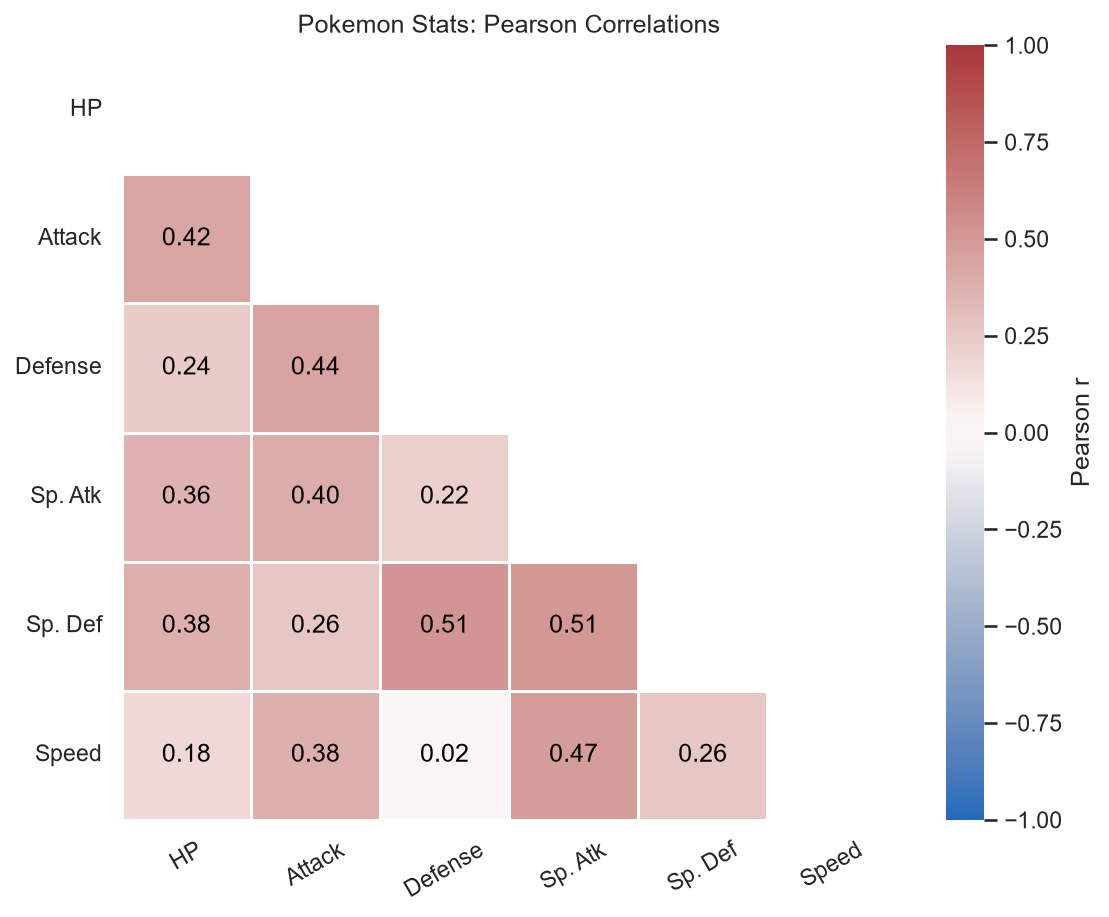 Pokemon Stats: Pearson Correlations
HP
Attack
0.42
Defense
0.24 0.44
Sp. Atk
0.36 0.40 0.22
Sp. Def
0.38 0.26 0.51 0.51
Speed
0.18 0.38 0.02 0.47 0.26
HP Attack Defense Sp. Atk Sp. Def Speed
1.00
0.75
0.50
0.25
0.00
−0.25
−0.50
−0.75
−1.00
Pearson r